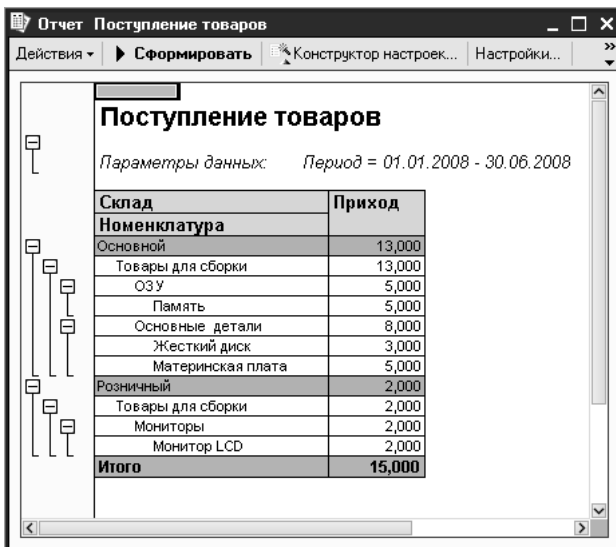 Отчет Поступление товаров
Действия Сформировать Конструктор настроек... Настройки...
Поступление товаров
Параметры данных: Период = 01.01.2008 - 30.06.2008
Склад Приход
Номенклатура
Основной 13,000
Товары для сборки 13,000
ОЗУ 5,000
Память 5,000
Основные детали 8,000
Жесткий диск 3,000
Материнская плата 5,000
Розничный 2,000
Товары для сборки 2,000
Мониторы 2,000
Монитор LCD 2,000
Итого 15,000